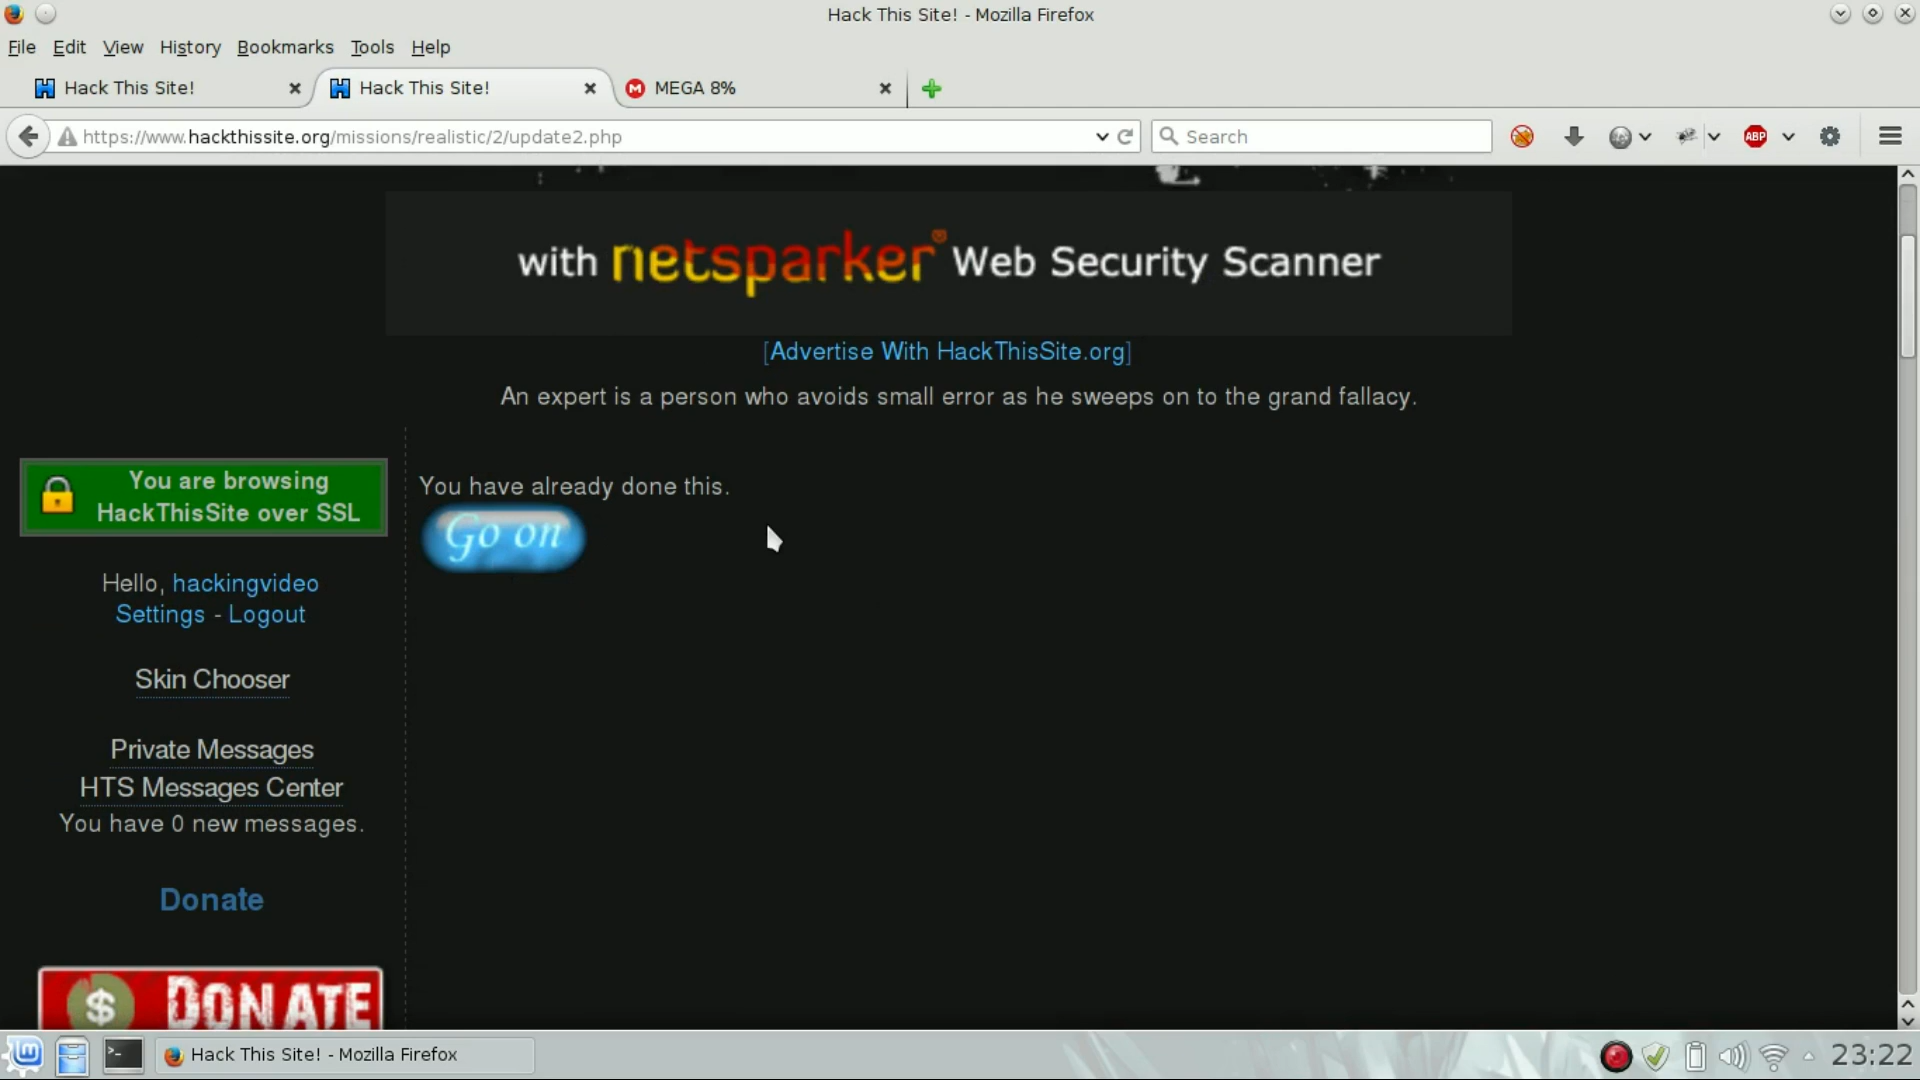 Hack This Site! - Mozilla Firefox
File Edit View History Bookmarks Tools Help
Hack This Site!
Hack This Site!
MEGA 8%
https://www.hackthissite.org/missions/realistic/2/update2.php
Search
ABP
with netsparker® Web Security Scanner
[Advertise With HackThisSite.org]
An expert is a person who avoids small error as he sweeps on to the grand fallacy.
You are browsing
HackThisSite over SSL
You have already done this.
Go on
Hello, hackingvideo
Settings - Logout
Skin Chooser
Private Messages
HTS Messages Center
You have 0 new messages.
Donate
$ DONATE
Hack This Site! - Mozilla Firefox
23:22